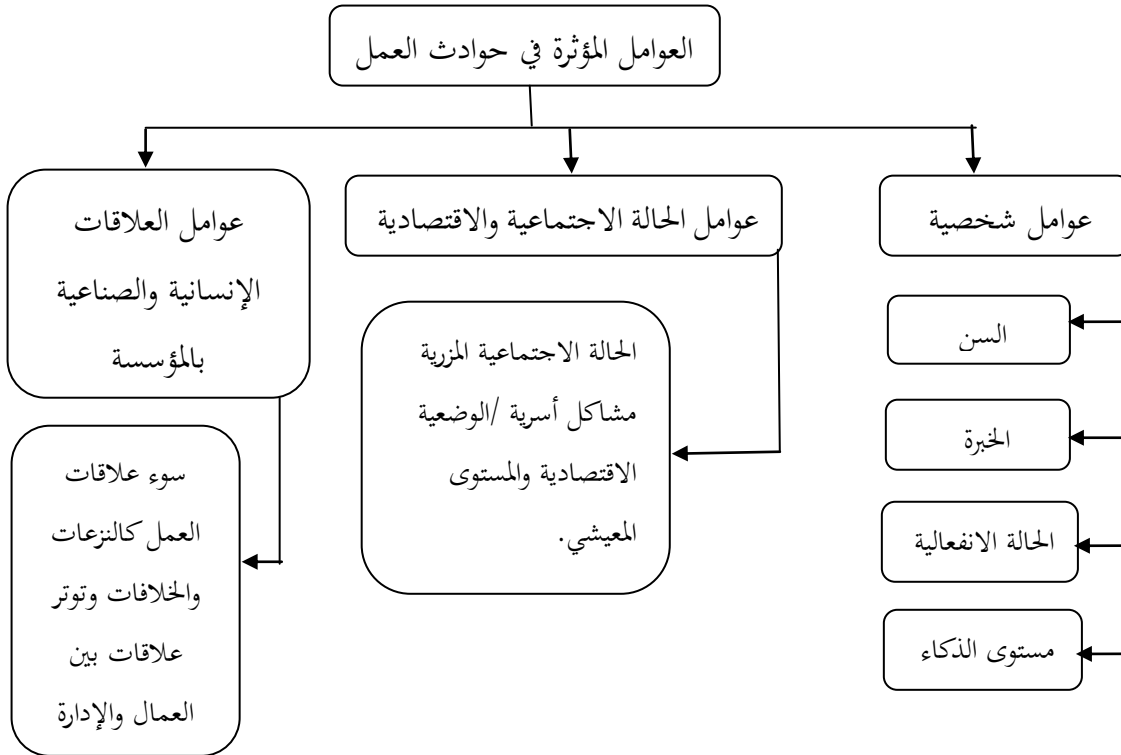 العوامل المؤثرة في حوادث العمل
عوامل شخصية
السن
الخبرة
الحالة الانفعالية
مستوى الذكاء
عوامل الحالة الاجتماعية والاقتصادية
الحالة الاجتماعية المزرية
مشاكل أسرية /الوضعية
الاقتصادية والمستوى
المعيشي.
عوامل العلاقات
الإنسانية والصناعية
بالمؤسسة
سوء علاقات
العمل كالنزعات
والخلافات وتوتر
علاقات بين
العمال والإدارة